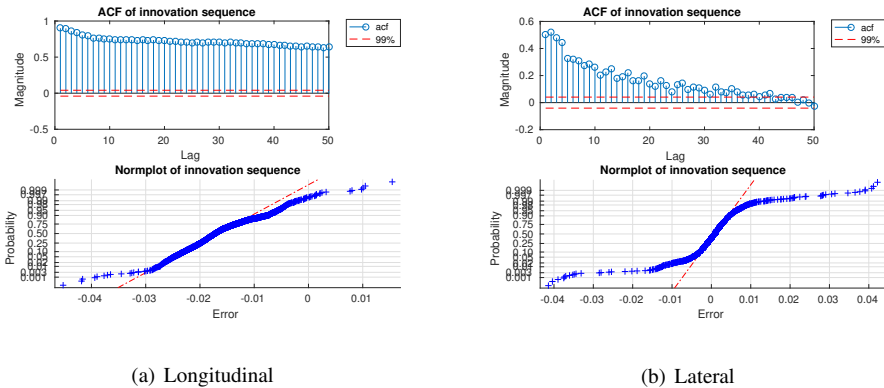 ACF of innovation sequence
acf
99%
Magnitude
1
0.5
0
-0.5
0 10 20 30 40 50
Lag
Normplot of innovation sequence
Probability
0.999
0.997
0.99
0.98
0.95
0.90
0.75
0.50
0.25
0.10
0.05
0.02
0.01
0.003
0.001
-0.04 -0.03 -0.02 -0.01 0 0.01
Error
(a) Longitudinal
ACF of innovation sequence
acf
99%
Magnitude
0.6
0.4
0.2
0
-0.2
0 10 20 30 40 50
Lag
Normplot of innovation sequence
Probability
0.999
0.997
0.99
0.98
0.95
0.90
0.75
0.50
0.25
0.10
0.05
0.02
0.01
0.003
0.001
-0.04 -0.03 -0.02 -0.01 0 0.01 0.02 0.03 0.04
Error
(b) Lateral